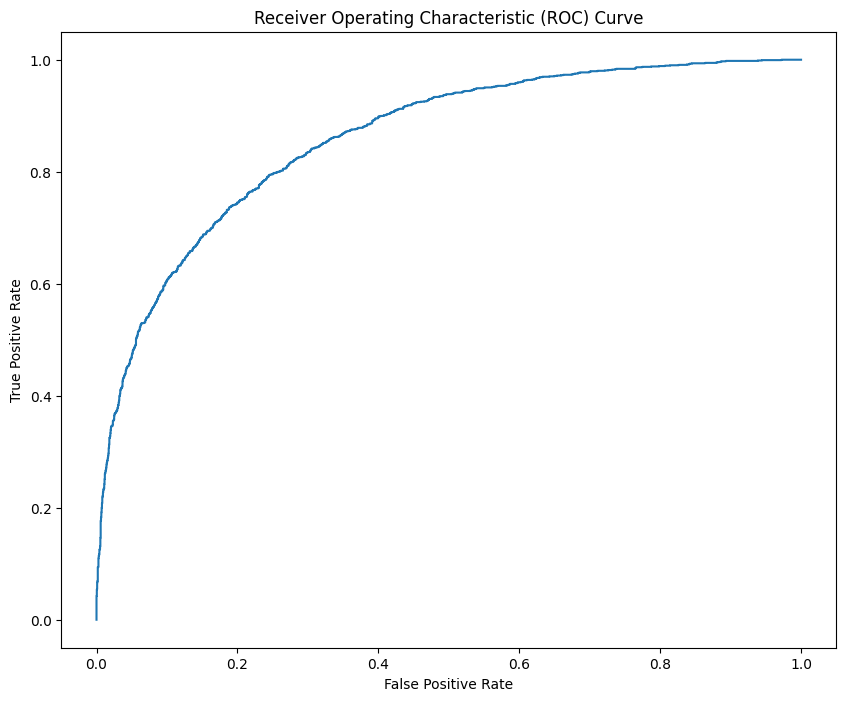 Receiver Operating Characteristic (ROC) Curve
1.0
0.8
0.6
0.4
0.2
0.0
True Positive Rate
0.0 0.2 0.4 0.6 0.8 1.0
False Positive Rate